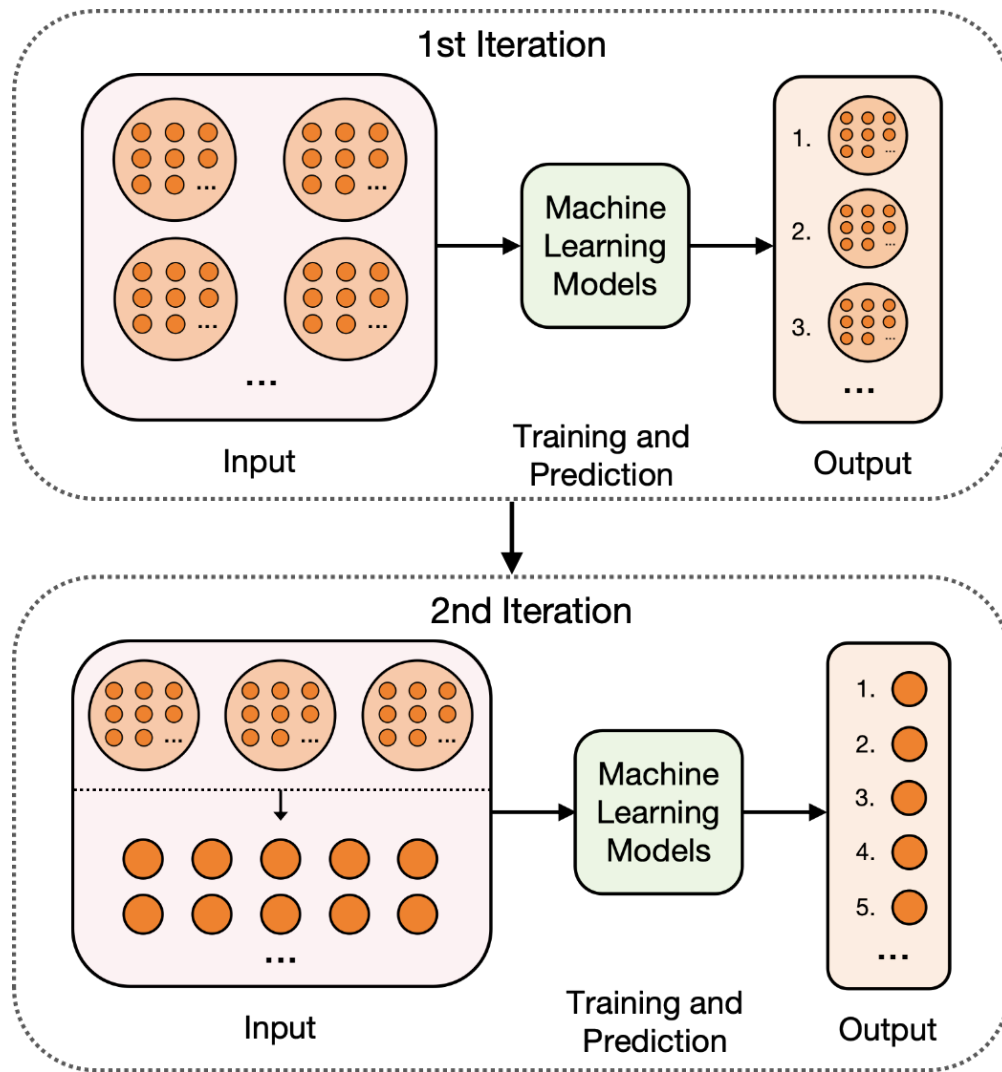 1st Iteration
...
...
...
...
...
Input
Machine
Learning
Models
Training and
Prediction
1.
...
2.
...
3.
...
...
Output
2nd Iteration
...
...
...
...
Input
Machine
Learning
Models
Training and
Prediction
1.
2.
3.
4.
5.
...
Output